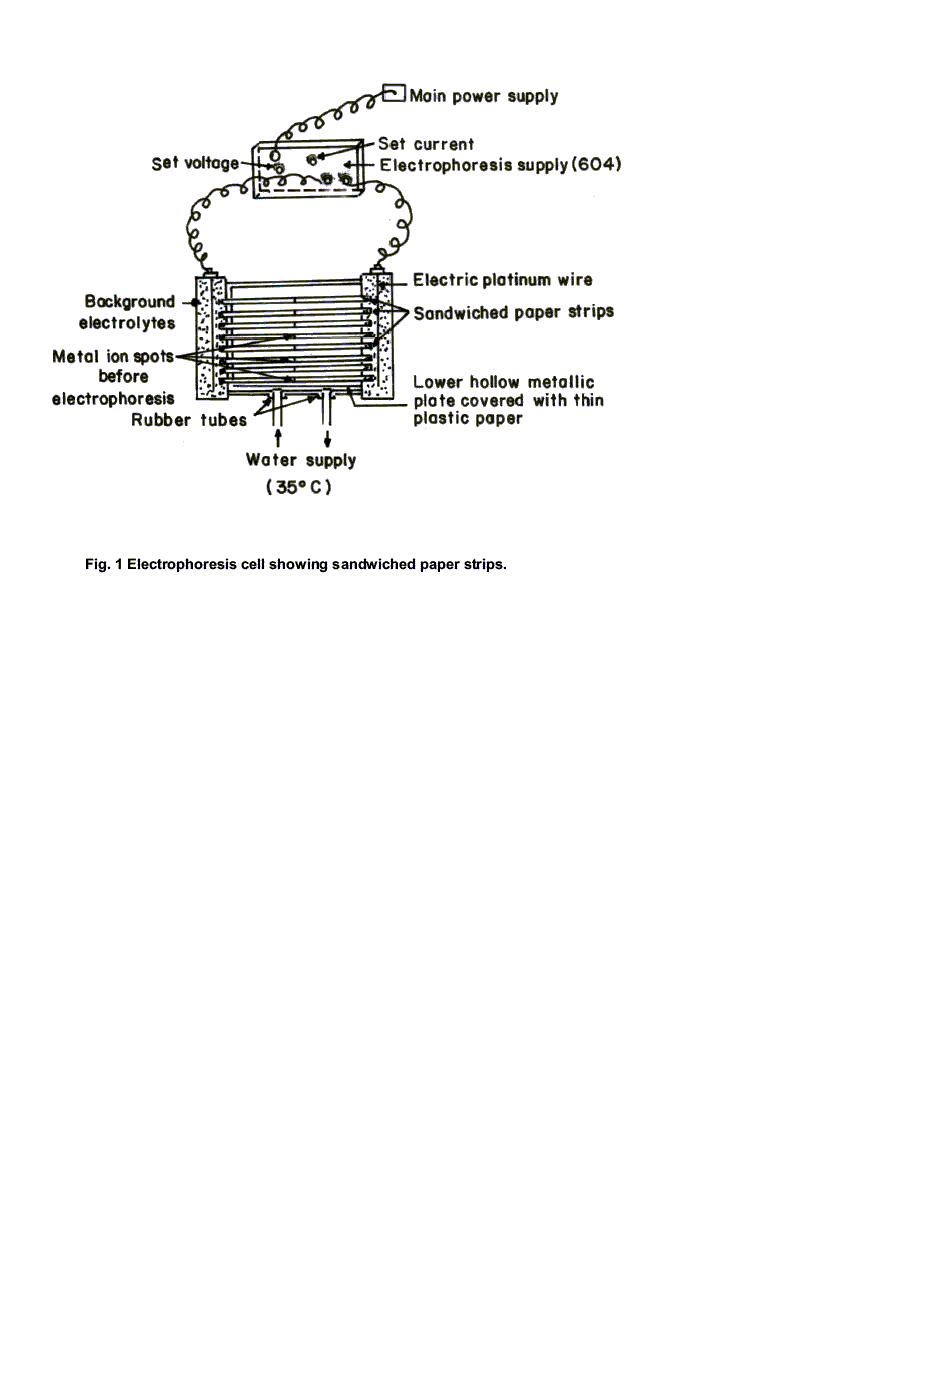 Main power supply
Set current
Set voltage
Electrophoresis supply (604)
Electric platinum wire
Background
electrolytes
Sandwiched paper strips
Metal ion spots
before
electrophoresis
Lower hollow metallic
plate covered with thin
plastic paper
Rubber tubes
Water supply
(35° C)
Fig. 1 Electrophoresis cell showing sandwiched paper strips.